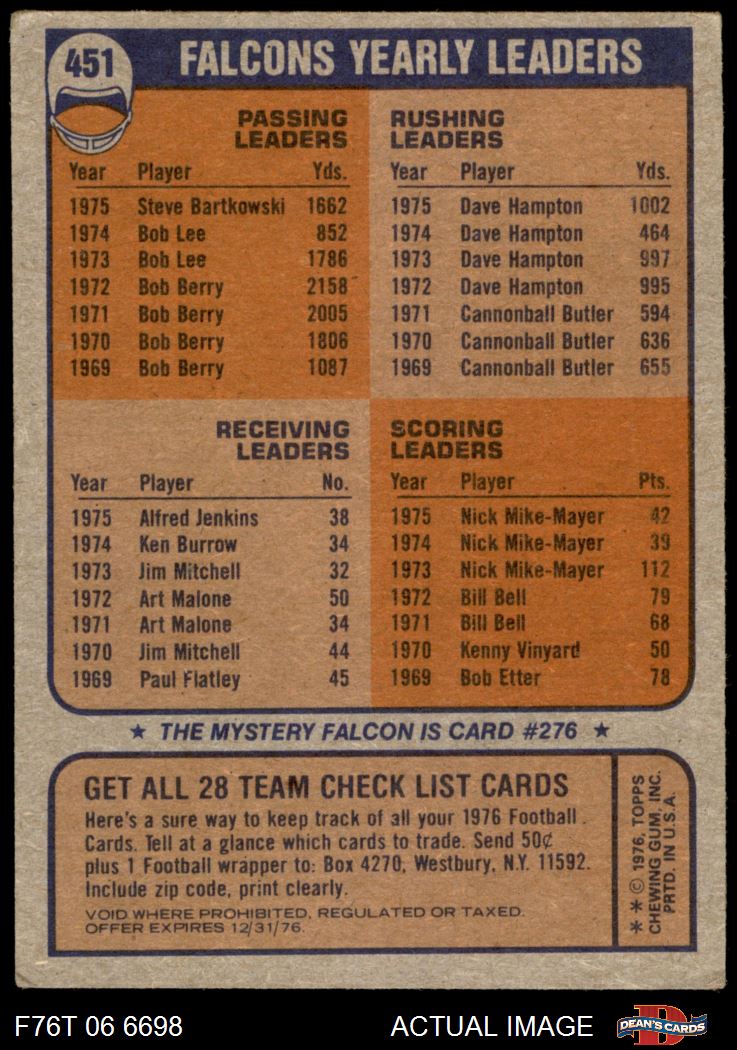 451
FALCONS YEARLY LEADERS
PASSING
LEADERS
Year Player Yds.
1975 Steve Bartkowski 1662
1974 Bob Lee 852
1973 Bob Lee 1786
1972 Bob Berry 2158
1971 Bob Berry 2005
1970 Bob Berry 1806
1969 Bob Berry 1087
RUSHING
LEADERS
Year Player Yds.
1975 Dave Hampton 1002
1974 Dave Hampton 464
1973 Dave Hampton 997
1972 Dave Hampton 995
1971 Cannonball Butler 594
1970 Cannonball Butler 636
1969 Cannonball Butler 655
RECEIVING
LEADERS
Year Player No.
1975 Alfred Jenkins 38
1974 Ken Burrow 34
1973 Jim Mitchell 32
1972 Art Malone 50
1971 Art Malone 34
1970 Jim Mitchell 44
1969 Paul Flatley 45
SCORING
LEADERS
Year Player Pts.
1975 Nick Mike-Mayer 42
1974 Nick Mike-Mayer 39
1973 Nick Mike-Mayer 112
1972 Bill Bell 79
1971 Bill Bell 68
1970 Kenny Vinyard 50
1969 Bob Etter 78
★ THE MYSTERY FALCON IS CARD #276 ★
GET ALL 28 TEAM CHECK LIST CARDS
Here's a sure way to keep track of all your 1976 Football
Cards. Tell at a glance which cards to trade. Send 50¢
plus 1 Football wrapper to: Box 4270, Westbury, N.Y. 11592.
Include zip code, print clearly.
VOID WHERE PROHIBITED, REGULATED OR TAXED.
OFFER EXPIRES 12/31/76.
** © 1976, TOPPS
CHEWING GUM, INC.
PRTD. IN U.S.A.
F76T 06 6698
ACTUAL IMAGE
D
DEAN'S CARDS